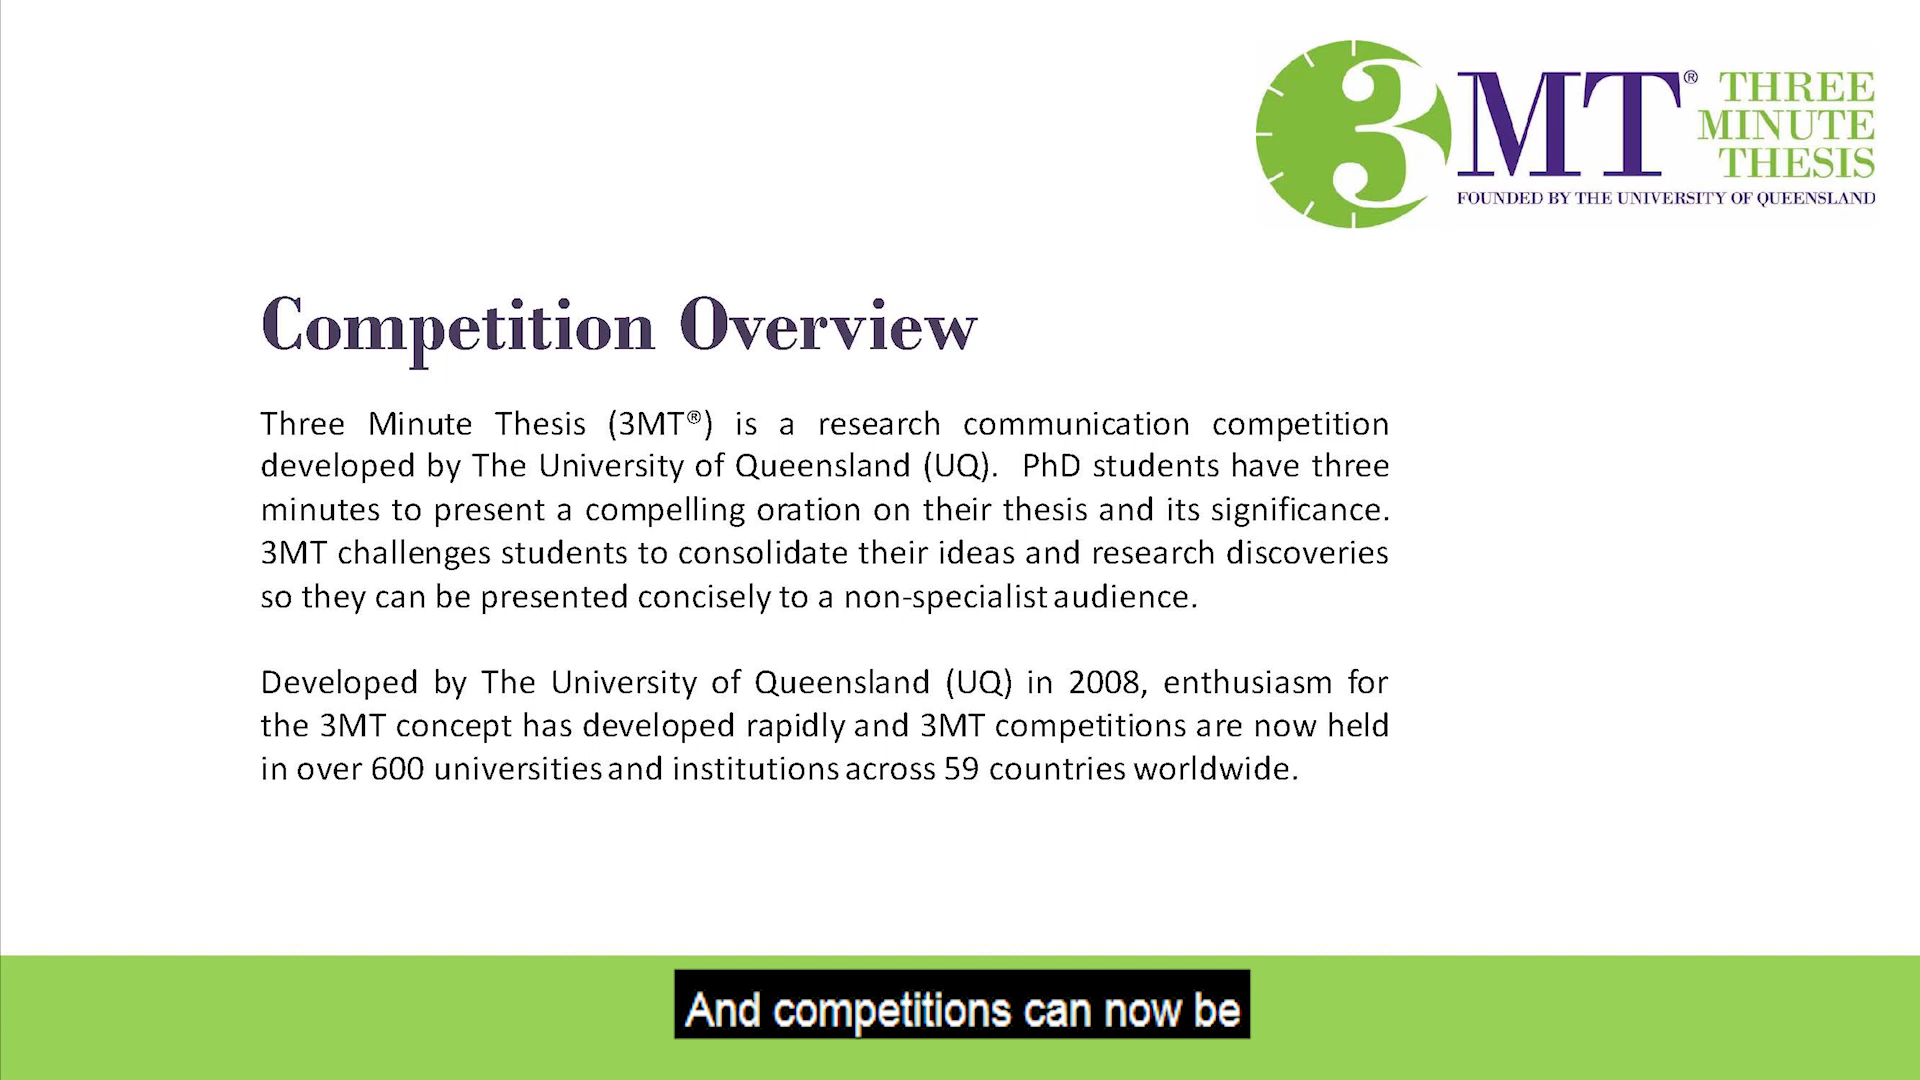 3MT® THREE
MINUTE
THESIS
FOUNDED BY THE UNIVERSITY OF QUEENSLAND
Competition Overview
Three Minute Thesis (3MT®) is a research communication competition
developed by The University of Queensland (UQ). PhD students have three
minutes to present a compelling oration on their thesis and its significance.
3MT challenges students to consolidate their ideas and research discoveries
so they can be presented concisely to a non-specialist audience.
Developed by The University of Queensland (UQ) in 2008, enthusiasm for
the 3MT concept has developed rapidly and 3MT competitions are now held
in over 600 universities and institutions across 59 countries worldwide.
And competitions can now be